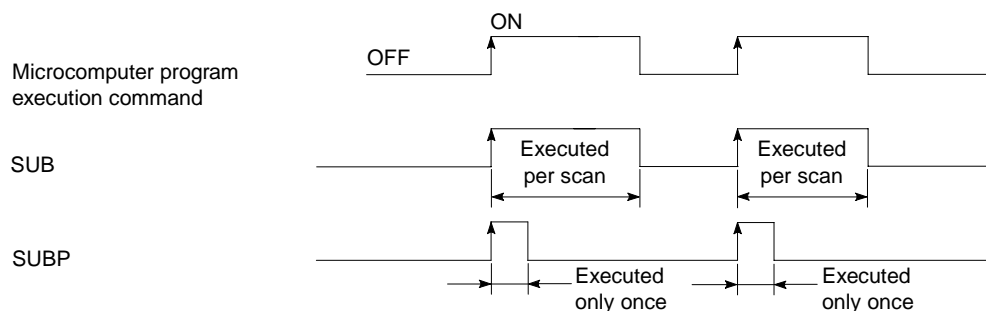 ON
OFF
Microcomputer program
execution command
SUB
Executed
per scan
Executed
per scan
SUBP
Executed
only once
Executed
only once